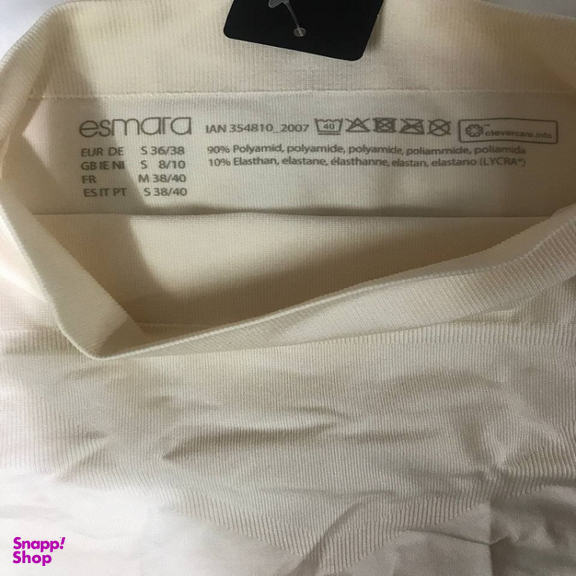 esmara
IAN 354810_2007
40
clevercare.info
EUR DE S 36/38
GB IE NI S 8/10
FR M 38/40
ES IT PT S 38/40
90% Polyamid, polyamide, polyamide, poliammide, poliamida
10% Elasthan, elastane, élasthanne, elastan, elastano (LYCRA®)
Snapp!
Shop